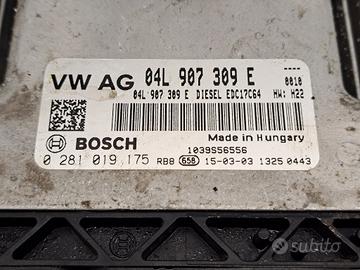 VW AG 04L 907 309 E ----
04L 907 309 E DIESEL EDC17C64 0010
HW: H22
BOSCH Made in Hungary
1039S56556
0 281 019 175 RBB 658 15-03-03 1325 0443
subito